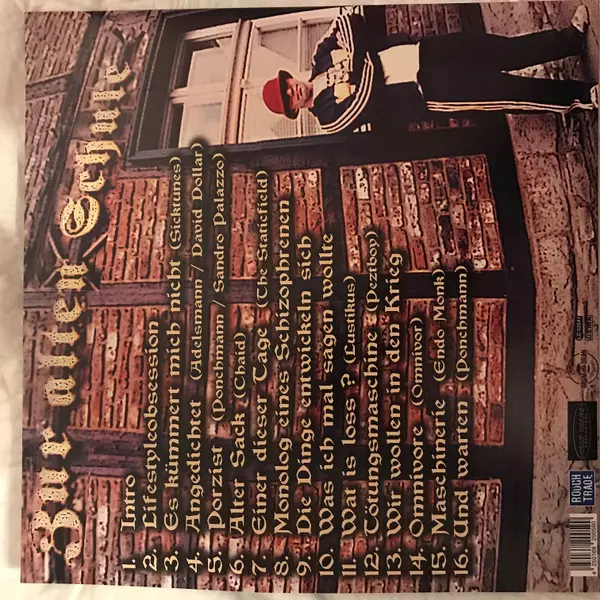 Zur alten Schule
1. Intro
2. Lifestyleobsession
3. Es kümmert mich nicht (Sicktunes)
4. Angedichtet (Adelsmann / David Dollar)
5. Porzist (Ponchmann / Sandro Palazzo)
6. Alter Sack (Chaid)
7. Einer dieser Tage (The Staticfield)
8. Monolog eines Schizophrenen
9. Die Dinge entwickeln sich
10. Was ich mal sagen wollte
11. Wat is loss? (Lustikus)
12. Tötungsmaschine (Peztboy)
13. Wir wollen in den Krieg
14. Omnivore (Omnivor)
15. Maschinerie (Endo Monk)
16. Und warten (Ponchmann)
ROUGH
TRADE